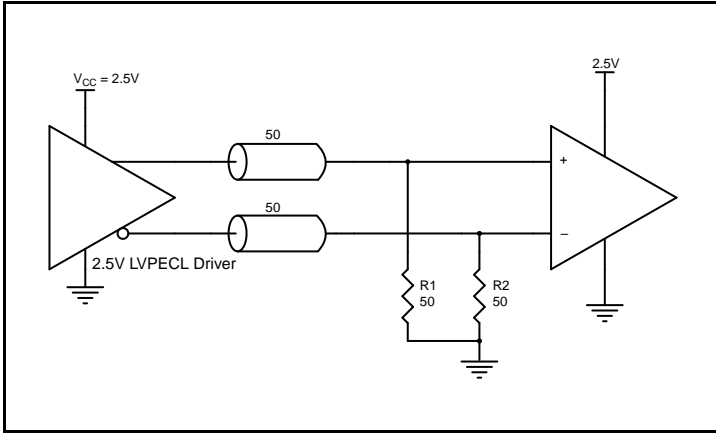 V_CC = 2.5V
2.5V
50
+
50
−
2.5V LVPECL Driver
R1
50
R2
50